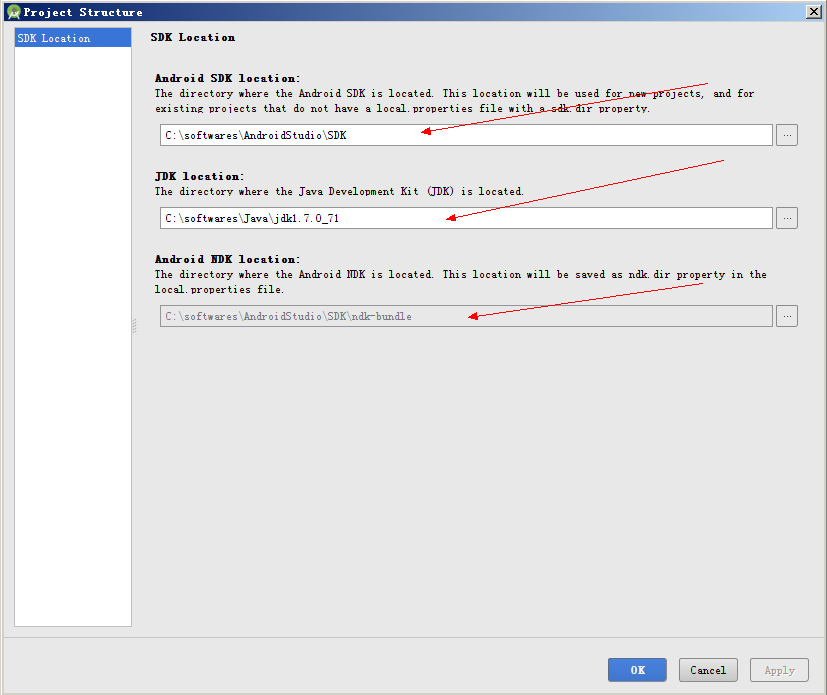 Project Structure
SDK Location
SDK Location
Android SDK location:
The directory where the Android SDK is located. This location will be used for new projects, and for
existing projects that do not have a local.properties file with a sdk.dir property.
C:\softwares\AndroidStudio\SDK
...
JDK location:
The directory where the Java Development Kit (JDK) is located.
C:\softwares\Java\jdk1.7.0_71
...
Android NDK location:
The directory where the Android NDK is located. This location will be saved as ndk.dir property in the
local.properties file.
C:\softwares\AndroidStudio\SDK\ndk-bundle
...
OK
Cancel
Apply